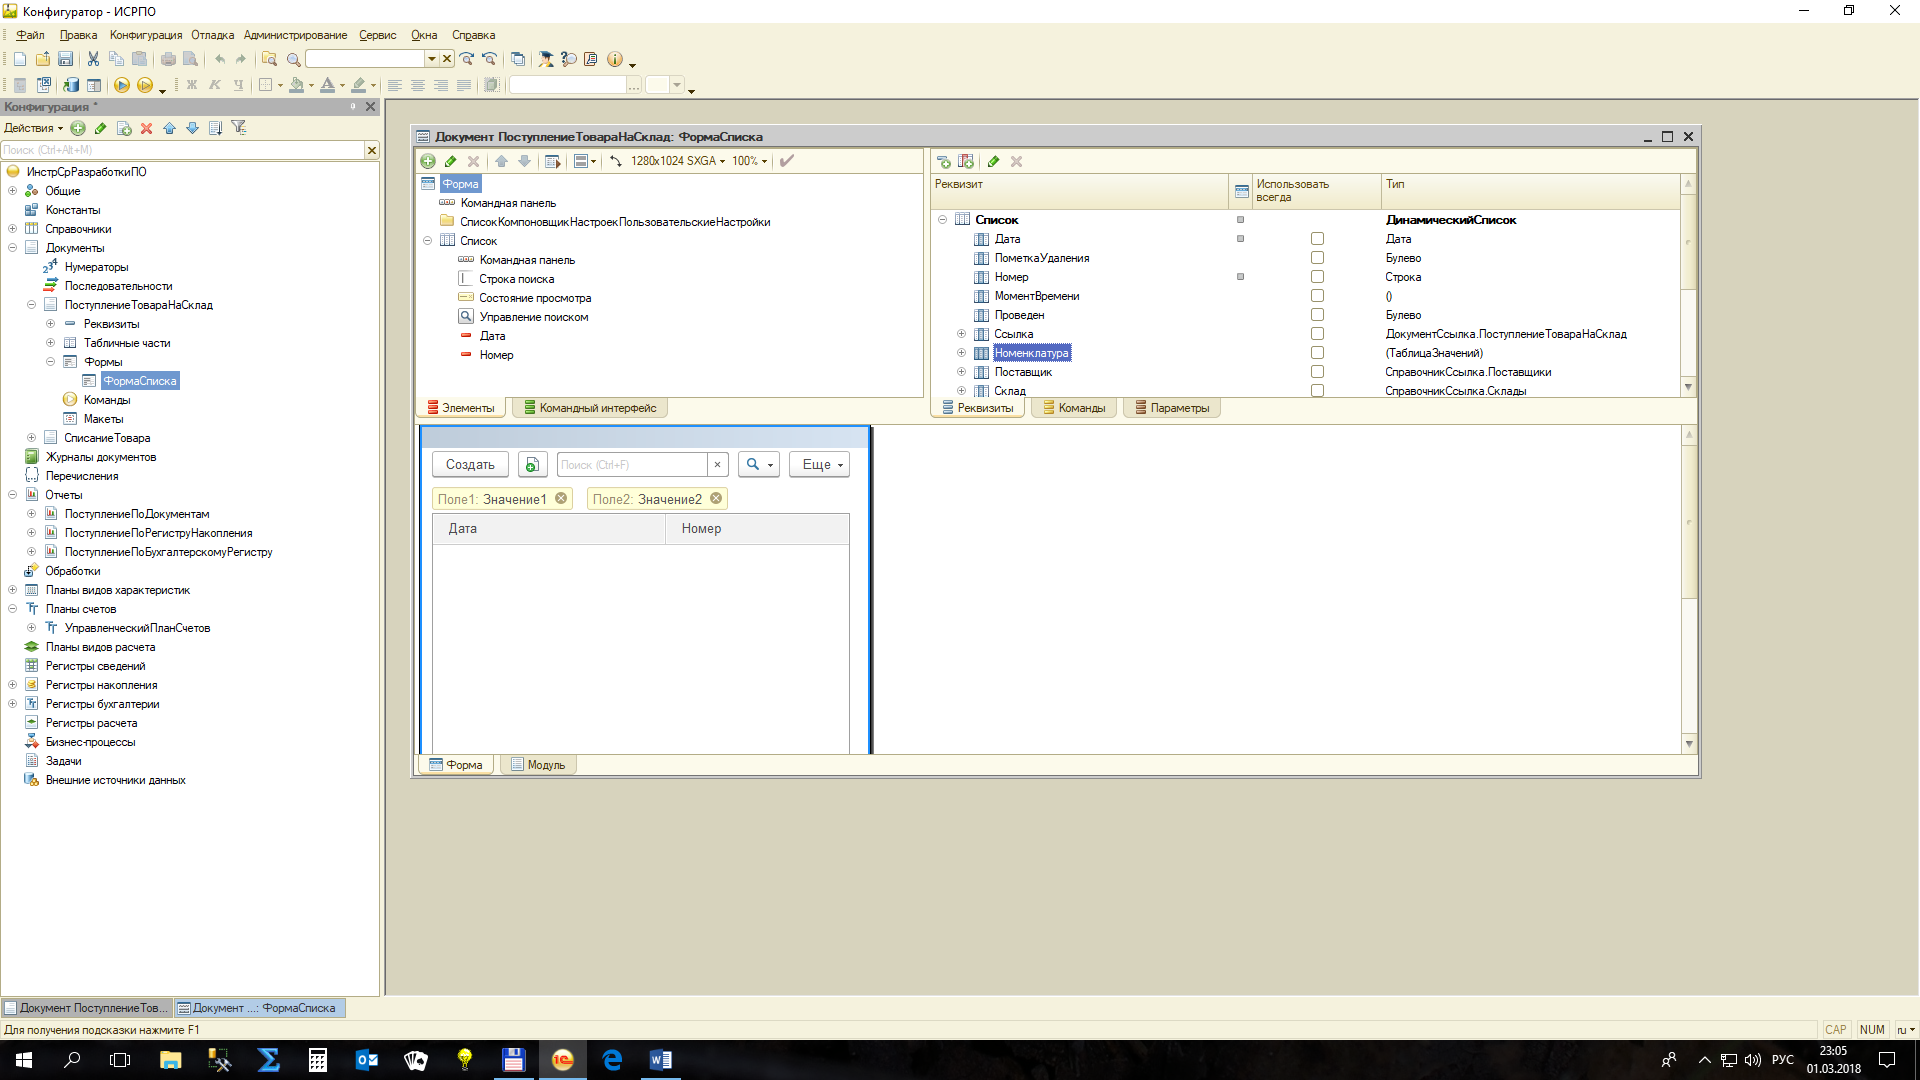 Конфигуратор - ИСРПО
Файл Правка Конфигурация Отладка Администрирование Сервис Окна Справка
Ж К Ч
Конфигурация *
Действия
Поиск (Ctrl+Alt+M)
ИнстрСрРазработкиПО
Общие
Константы
Справочники
Документы
Нумераторы
Последовательности
ПоступлениеТовараНаСклад
Реквизиты
Табличные части
Формы
ФормаСписка
Команды
Макеты
СписаниеТовара
Журналы документов
Перечисления
Отчеты
ПоступлениеПоДокументам
ПоступлениеПоРегиструНакопления
ПоступлениеПоБухгалтерскомуРегистру
Обработки
Планы видов характеристик
Планы счетов
УправленческийПланСчетов
Планы видов расчета
Регистры сведений
Регистры накопления
Регистры бухгалтерии
Регистры расчета
Бизнес-процессы
Задачи
Внешние источники данных
Документ ПоступлениеТовараНаСклад: ФормаСписка
1280x1024 SXGA 100%
Форма
Командная панель
СписокКомпоновщикНастроекПользовательскиеНастройки
Список
Командная панель
Строка поиска
Состояние просмотра
Управление поиском
Дата
Номер
Элементы Командный интерфейс
Реквизит Использовать всегда Тип
Список ДинамическийСписок
Дата Дата
ПометкаУдаления Булево
Номер Строка
МоментВремени ()
Проведен Булево
Ссылка ДокументСсылка.ПоступлениеТовараНаСклад
Номенклатура (ТаблицаЗначений)
Поставщик СправочникСсылка.Поставщики
Склад СправочникСсылка.Склады
Реквизиты Команды Параметры
Создать Поиск (Ctrl+F) × Еще
Поле1: Значение1 Поле2: Значение2
Дата Номер
Форма Модуль
Документ ПоступлениеТов... Документ ...: ФормаСписка
Для получения подсказки нажмите F1 CAP NUM ru
РУС 23:05
01.03.2018